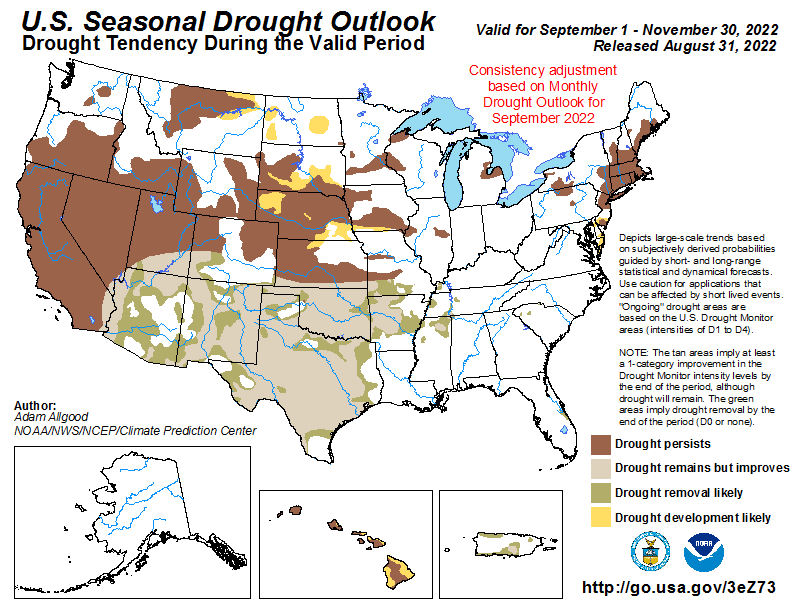 U.S. Seasonal Drought Outlook
Drought Tendency During the Valid Period
Valid for September 1 - November 30, 2022
Released August 31, 2022
Consistency adjustment
based on Monthly
Drought Outlook for
September 2022
Depicts large-scale trends based
on subjectively derived probabilities
guided by short- and long-range
statistical and dynamical forecasts.
Use caution for applications that
can be affected by short lived events.
"Ongoing" drought areas are
based on the U.S. Drought Monitor
areas (intensities of D1 to D4).
NOTE: The tan areas imply at least
a 1-category improvement in the
Drought Monitor intensity levels by
the end of the period, although
drought will remain. The green
areas imply drought removal by the
end of the period (D0 or none).
Author:
Adam Allgood
NOAA/NWS/NCEP/Climate Prediction Center
Drought persists
Drought remains but improves
Drought removal likely
Drought development likely
NOAA
http://go.usa.gov/3eZ73